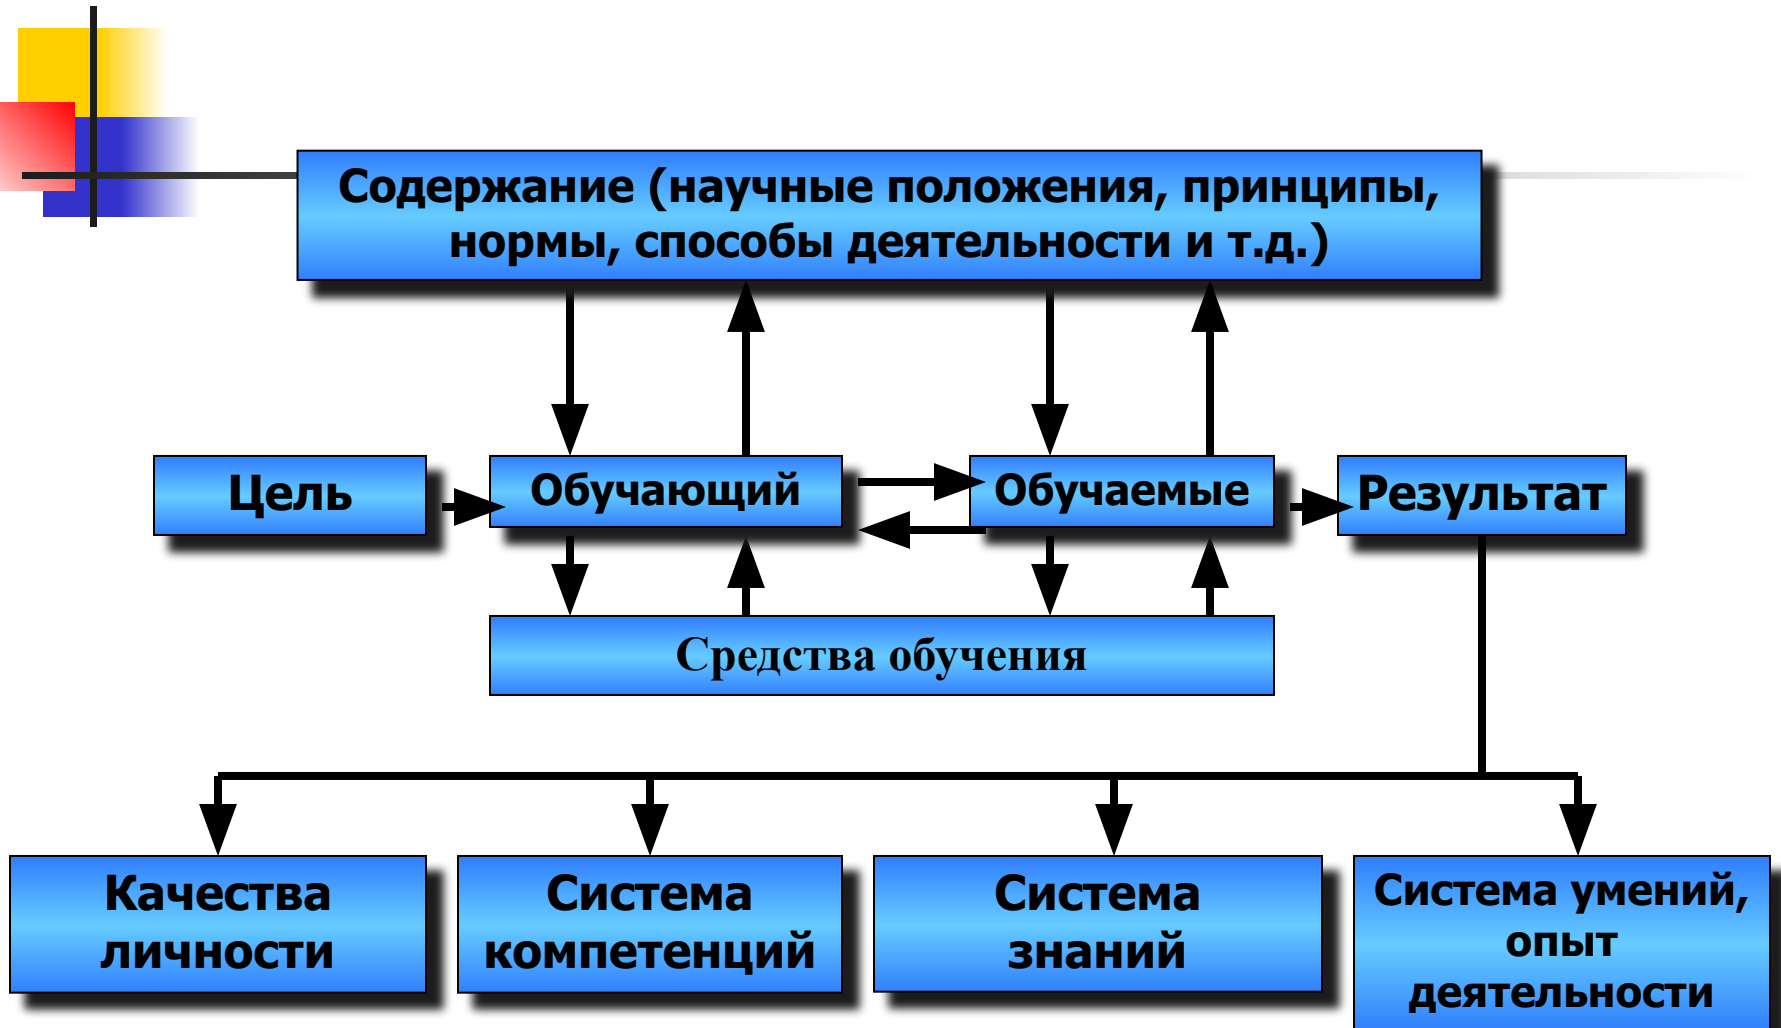 Содержание (научные положения, принципы,
нормы, способы деятельности и т.д.)
Цель
Обучающий
Обучаемые
Результат
Средства обучения
Качества
личности
Система
компетенций
Система
знаний
Система умений,
опыт
деятельности